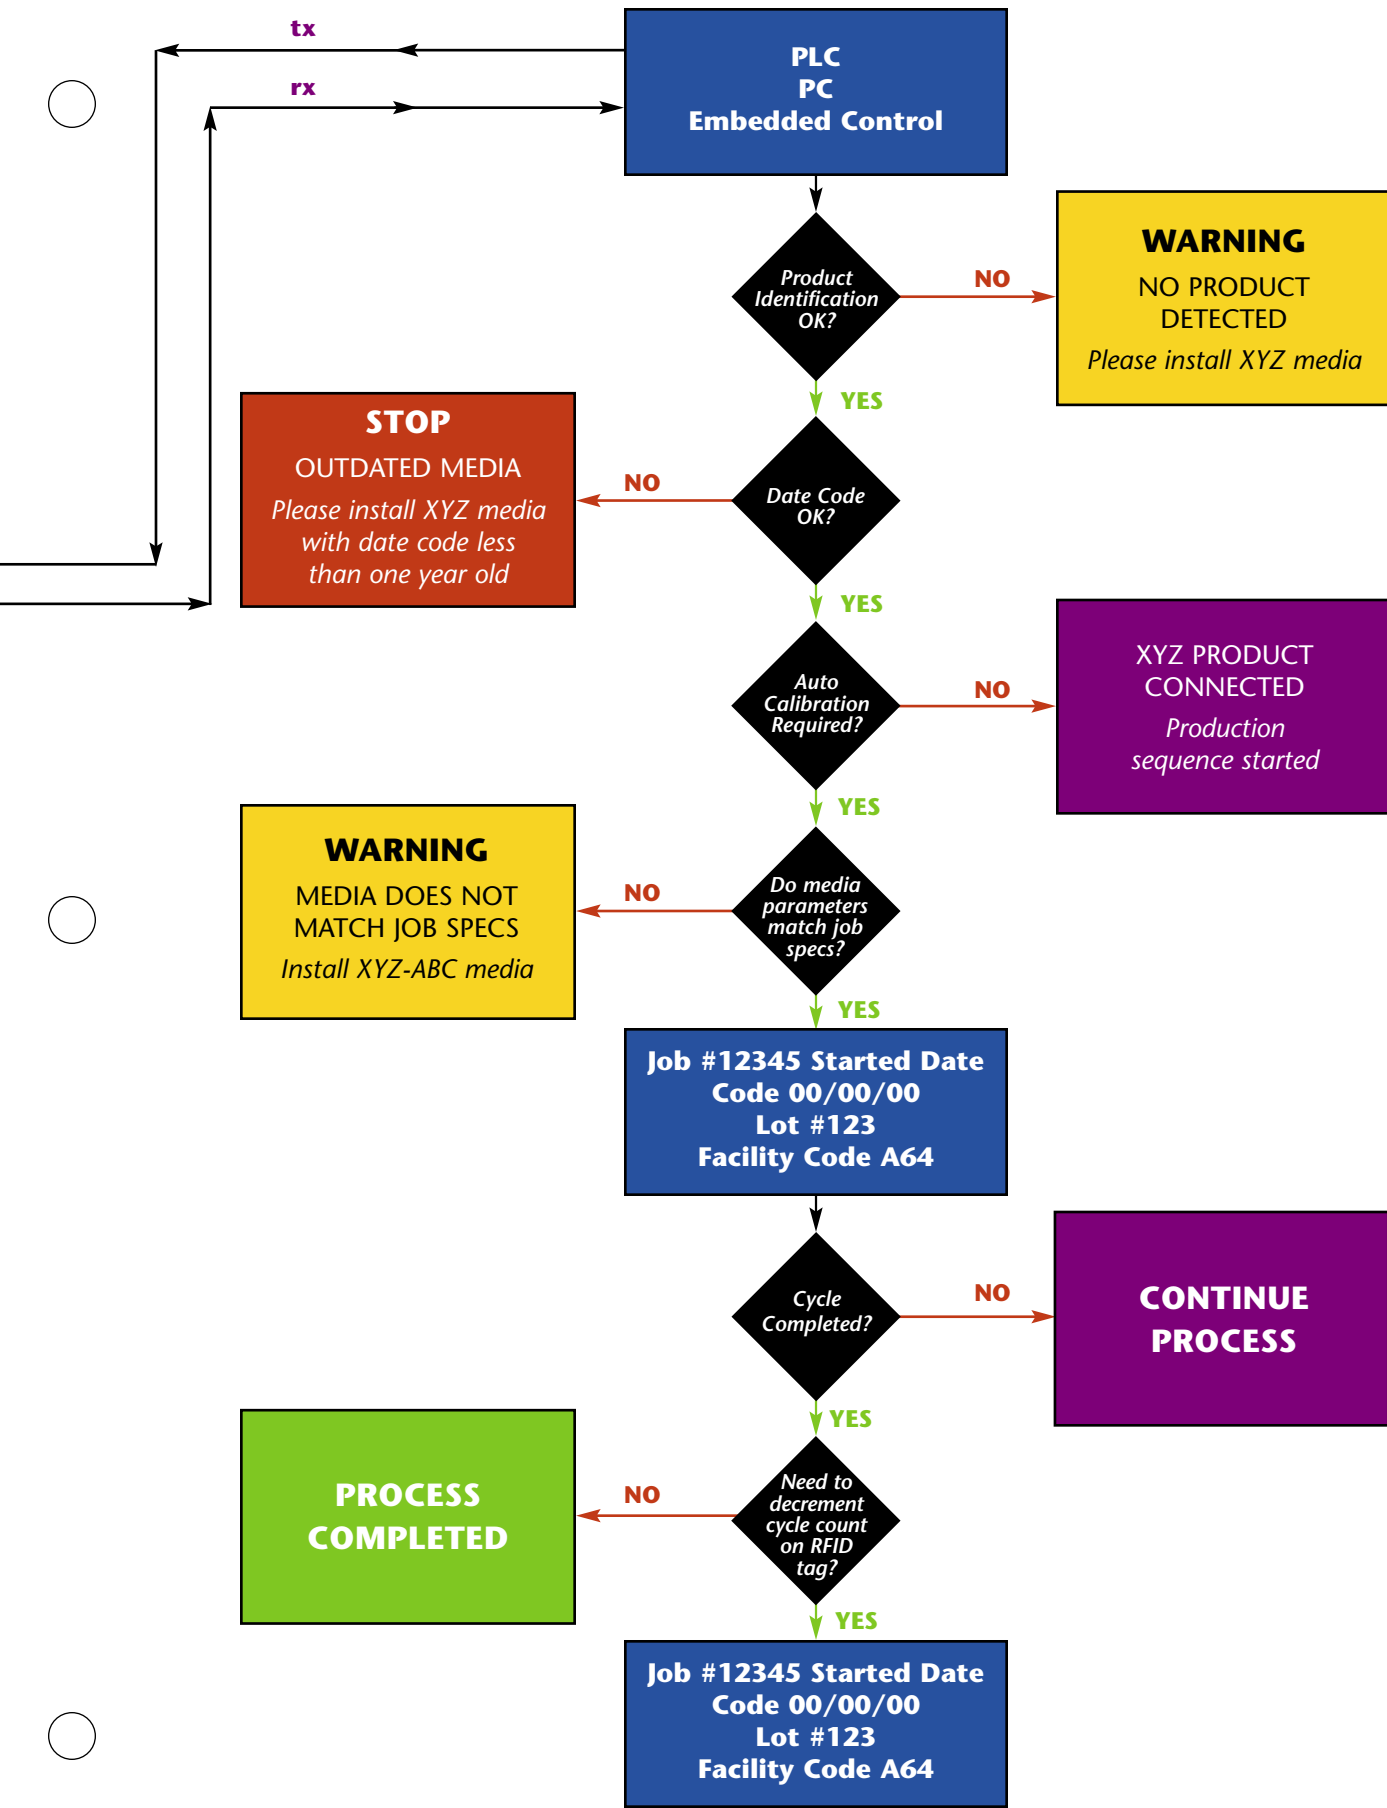 tx
rx
PLC
PC
Embedded Control
Product
Identification
OK?
NO
WARNING
NO PRODUCT
DETECTED
Please install XYZ media
YES
STOP
OUTDATED MEDIA
Please install XYZ media
with date code less
than one year old
NO
Date Code
OK?
YES
Auto
Calibration
Required?
NO
XYZ PRODUCT
CONNECTED
Production
sequence started
YES
WARNING
MEDIA DOES NOT
MATCH JOB SPECS
Install XYZ-ABC media
NO
Do media
parameters
match job
specs?
YES
Job #12345 Started Date
Code 00/00/00
Lot #123
Facility Code A64
Cycle
Completed?
NO
CONTINUE
PROCESS
YES
PROCESS
COMPLETED
NO
Need to
decrement
cycle count
on RFID
tag?
YES
Job #12345 Started Date
Code 00/00/00
Lot #123
Facility Code A64